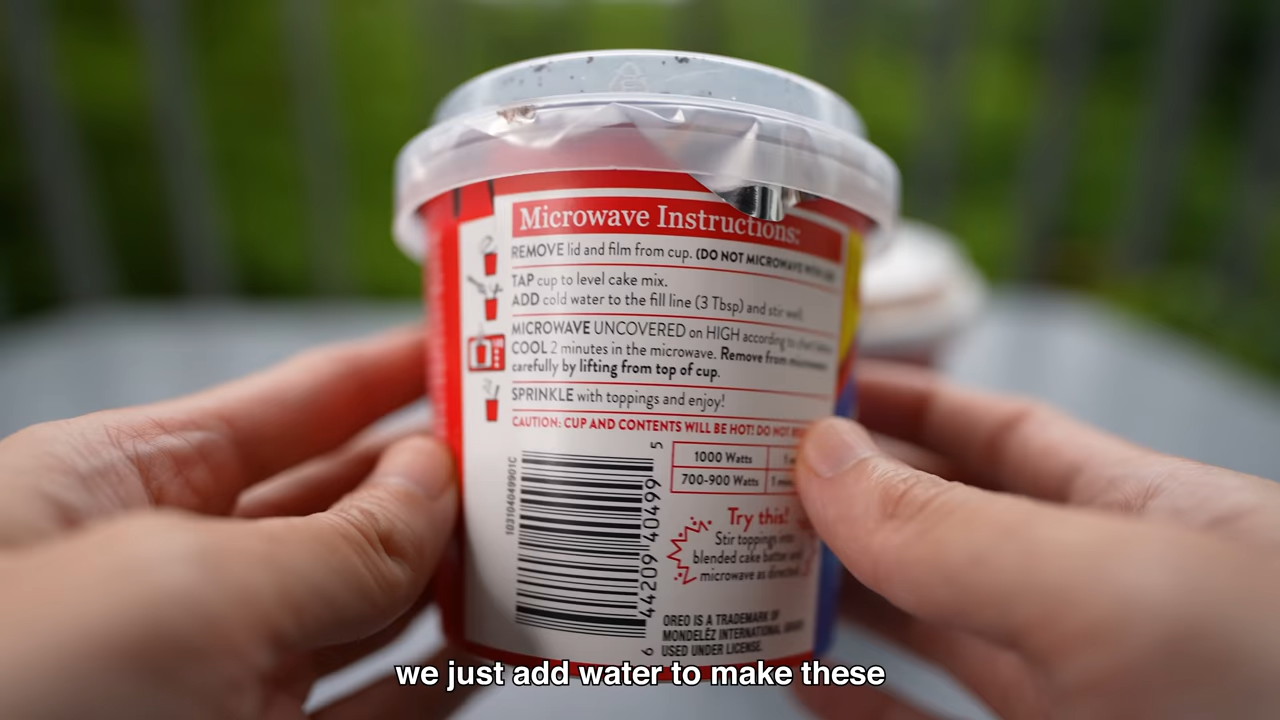 Microwave Instructions:
REMOVE lid and film from cup. (DO NOT MICROWAVE
TAP cup to level cake mix.
ADD cold water to the fill line (3 Tbsp) and stir well.
MICROWAVE UNCOVERED on HIGH according to chart
COOL 2 minutes in the microwave. Remove from microwave
carefully by lifting from top of cup.
SPRINKLE with toppings and enjoy!
CAUTION: CUP AND CONTENTS WILL BE HOT! DO NOT
1000 Watts
700-900 Watts
10310404990IC
6 44209 40499 5
Try this!
Stir toppings into
blended cake batter and
microwave as directed
OREO IS A TRADEMARK OF
MONDELĒZ INTERNATIONAL
USED UNDER LICENSE.
we just add water to make these